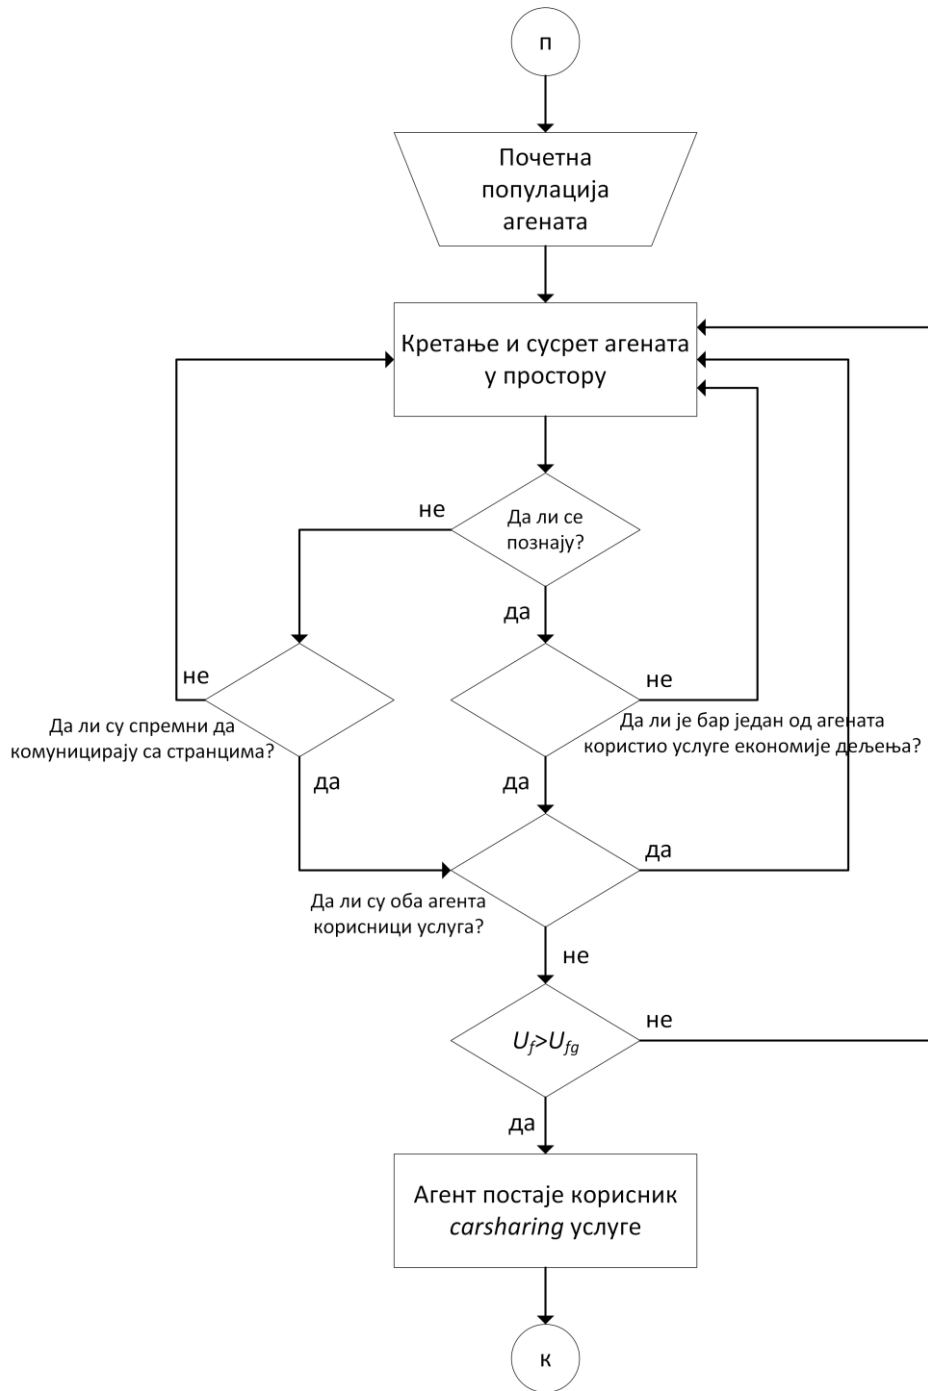 п
Почетна
популација
агената
Кретање и сусрет агената
у простору
не
Да ли се
познају?
да
не
не
Да ли су спремни да
комуницирају са странцима?
Да ли је бар један од агената
користио услуге економије дељења?
да
да
да
Да ли су оба агента
корисници услуга?
не
не
U_f>U_fg
да
Агент постаје корисник
carsharing услуге
к